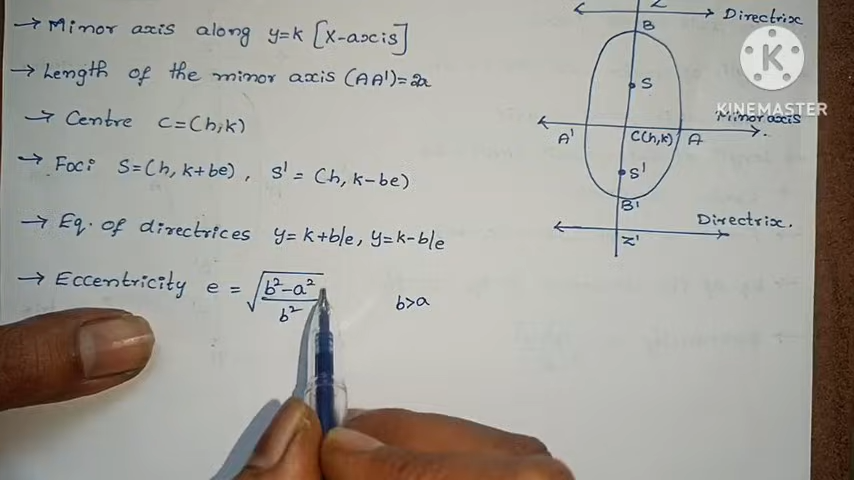 → Minor axis along y=k [X-axis]
→ Length of the minor axis (AA')=2a
→ Centre C=(h,k)
→ Foci S=(h, k+be), S'=(h, k-be)
→ Eq. of directrices y=k+b/e, y=k-b/e
→ Eccentricity e = √(b²-a²/b²) b>a
Z
Directrix
B
S
K
KINEMASTER
Minor axis
A'
C(h,k)
A
S'
B'
Directrix.
Z'